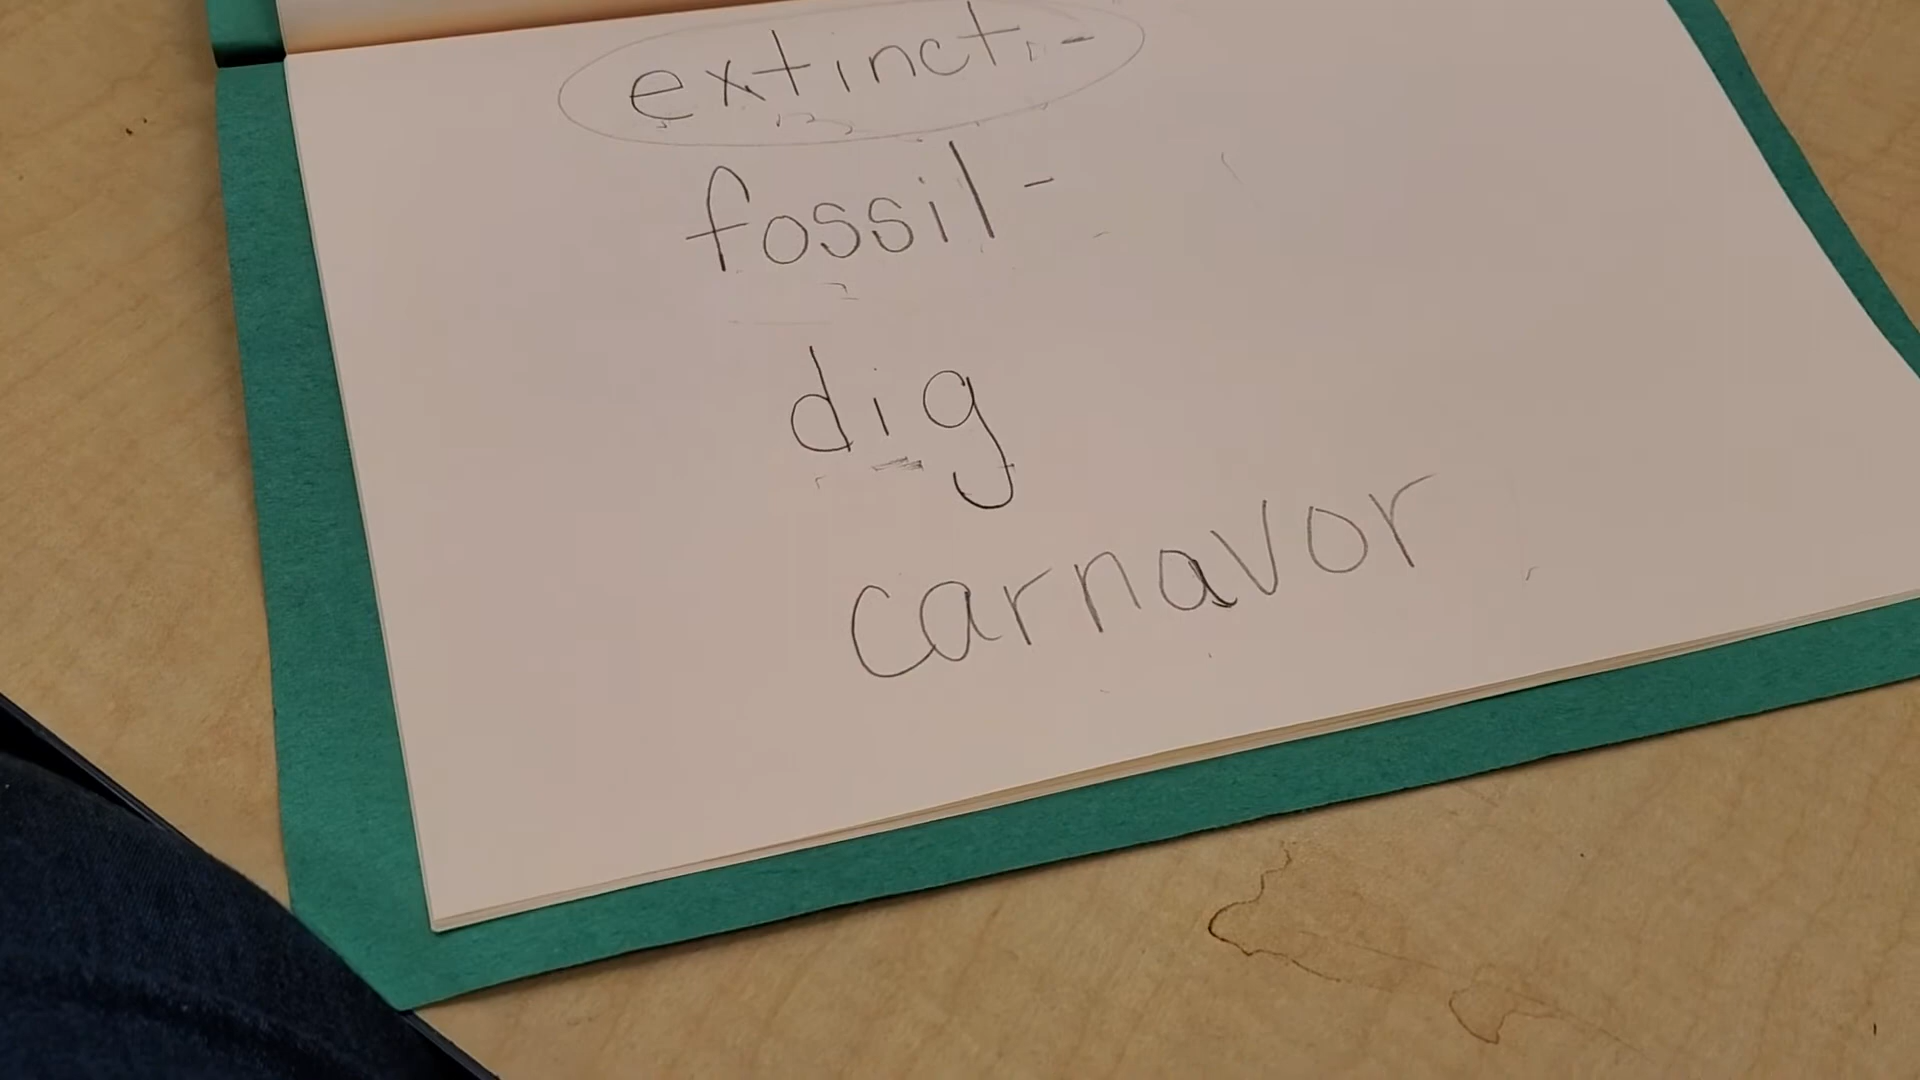 extinct -
fossil -
dig
carnavor